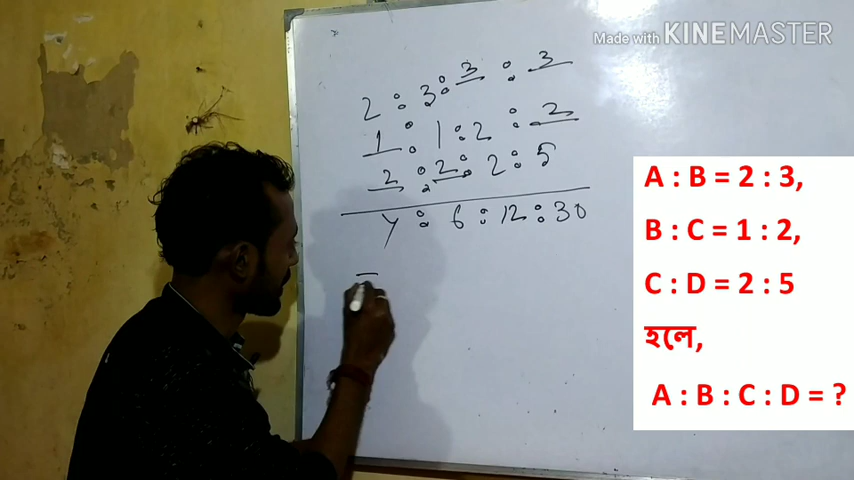 Made with KINEMASTER
2 : 3 : 3 : 3
1 : 1 : 2 : 2
2 : 2 : 2 : 5
4 : 6 : 12 : 30
A : B = 2 : 3,
B : C = 1 : 2,
C : D = 2 : 5
হলে,
A : B : C : D = ?